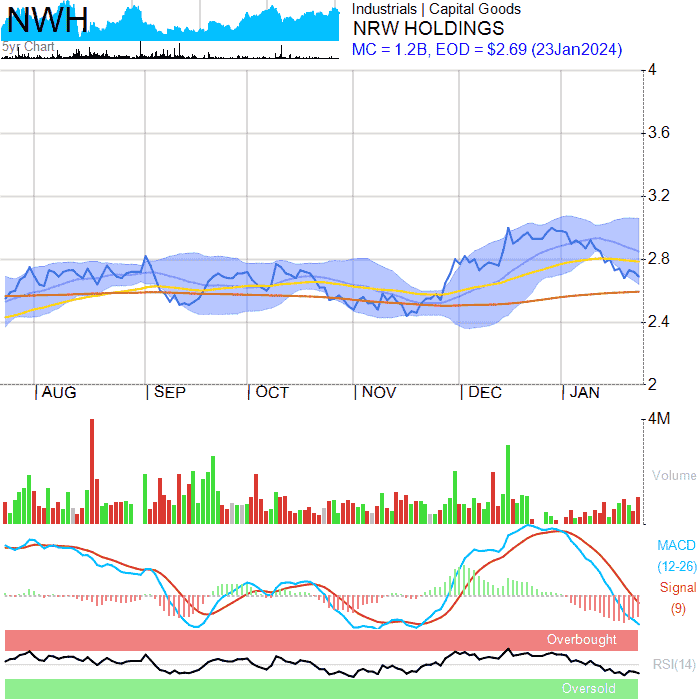 NWH
5yr Chart
Industrials | Capital Goods
NRW HOLDINGS
MC = 1.2B, EOD = $2.69 (23Jan2024)
4
3.6
3.2
2.8
2.4
2
| AUG | SEP | OCT | NOV | DEC | JAN
4M
Volume
MACD
(12-26)
Signal
(9)
Overbought
RSI(14)
Oversold